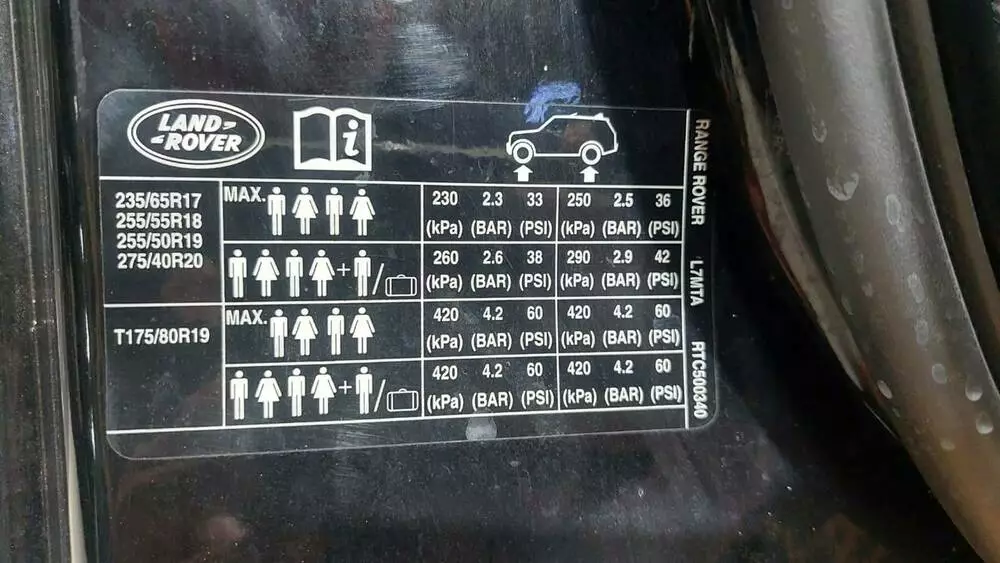 LAND-
-ROVER
i
235/65R17
255/55R18
255/50R19
275/40R20
MAX.
230 2.3 33 250 2.5 36
(kPa) (BAR) (PSI) (kPa) (BAR) (PSI)
+ /
260 2.6 38 290 2.9 42
(kPa) (BAR) (PSI) (kPa) (BAR) (PSI)
T175/80R19
MAX.
420 4.2 60 420 4.2 60
(kPa) (BAR) (PSI) (kPa) (BAR) (PSI)
+ /
420 4.2 60 420 4.2 60
(kPa) (BAR) (PSI) (kPa) (BAR) (PSI)
RANGE ROVER L7MTA RTC500340